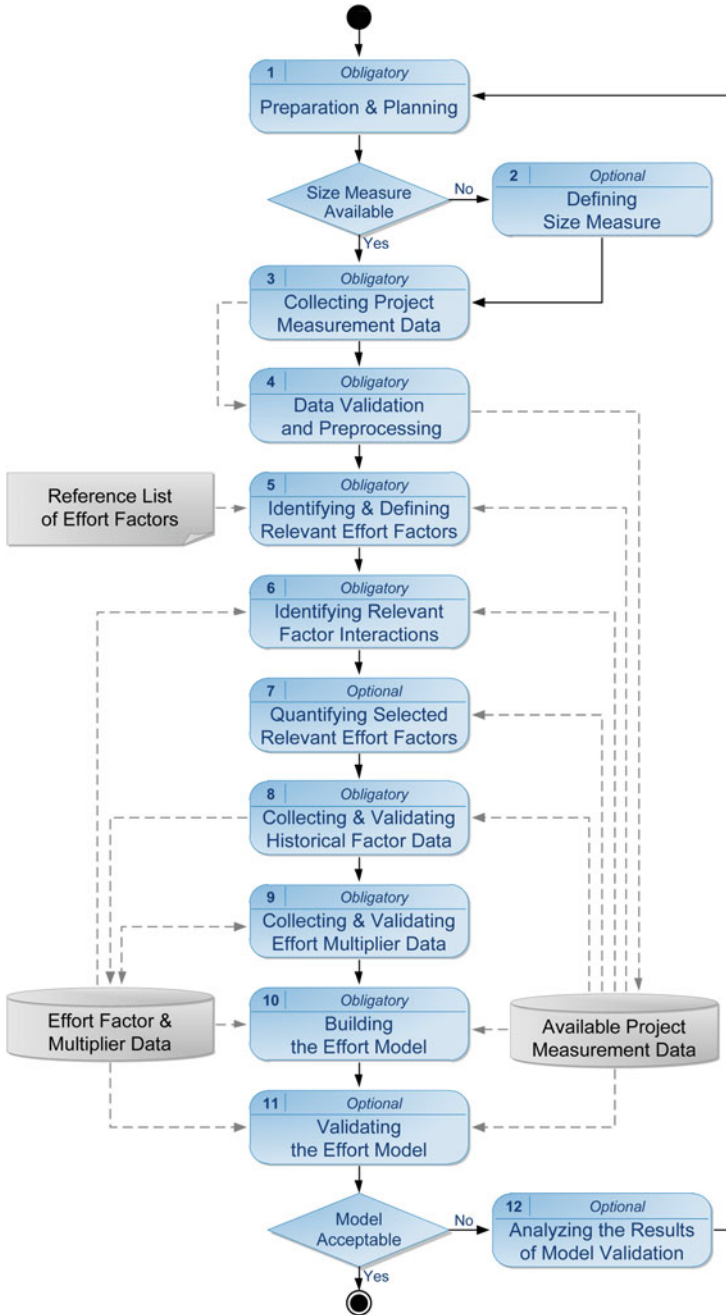 1 Obligatory
Preparation & Planning
Size Measure
Available
No
Yes
2 Optional
Defining
Size Measure
3 Obligatory
Collecting Project
Measurement Data
4 Obligatory
Data Validation
and Preprocessing
Reference List
of Effort Factors
5 Obligatory
Identifying & Defining
Relevant Effort Factors
6 Obligatory
Identifying Relevant
Factor Interactions
7 Optional
Quantifying Selected
Relevant Effort Factors
8 Obligatory
Collecting & Validating
Historical Factor Data
9 Obligatory
Collecting & Validating
Effort Multiplier Data
Effort Factor &
Multiplier Data
10 Obligatory
Building
the Effort Model
Available Project
Measurement Data
11 Optional
Validating
the Effort Model
Model
Acceptable
No
Yes
12 Optional
Analyzing the Results
of Model Validation